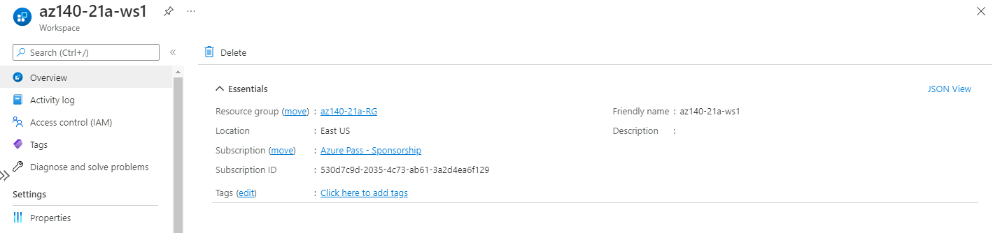 az140-21a-ws1 ...
Workspace
Search (Ctrl+/)
Overview
Activity log
Access control (IAM)
Tags
Diagnose and solve problems
Settings
Properties
Delete
Essentials
JSON View
Resource group (move) : az140-21a-RG
Location : East US
Subscription (move) : Azure Pass - Sponsorship
Subscription ID : 530d7c9d-2035-4c73-ab61-3a2d4ea6f129
Tags (edit) : Click here to add tags
Friendly name : az140-21a-ws1
Description :